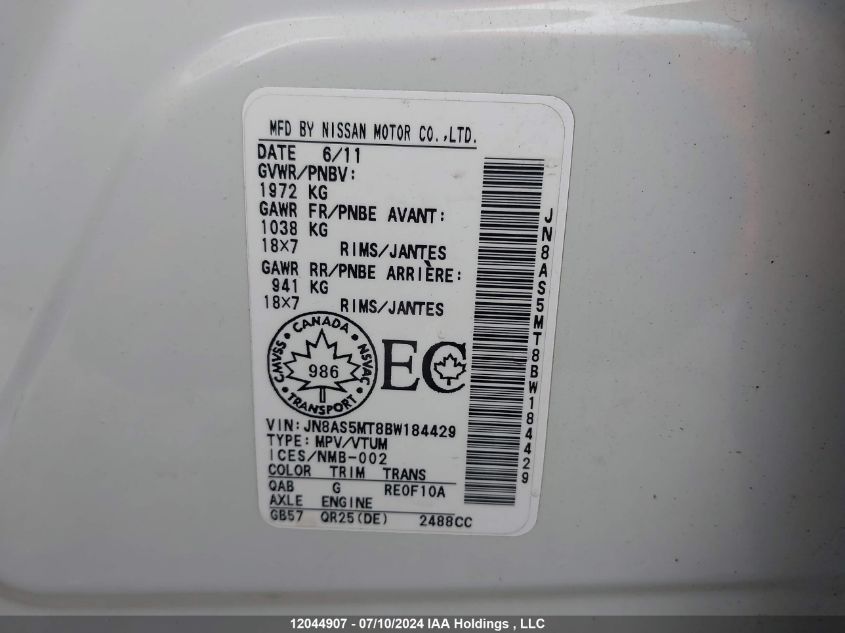 MFD BY NISSAN MOTOR CO.,LTD.
DATE 6/11
GVWR/PNBV:
1972 KG
GAWR FR/PNBE AVANT:
1038 KG
18×7 RIMS/JANTES
GAWR RR/PNBE ARRIÈRE:
941 KG
18×7 RIMS/JANTES
CANADA
CMVSS 986 NSVAC
TRANSPORT
EC
VIN:JN8AS5MT8BW184429
TYPE:MPV/VTUM
ICES/NMB-002
COLOR TRIM TRANS
QAB G RE0F10A
AXLE ENGINE
GB57 QR25(DE) 2488CC
JN8AS5MT8BW184429
12044907 - 07/10/2024 IAA Holdings , LLC